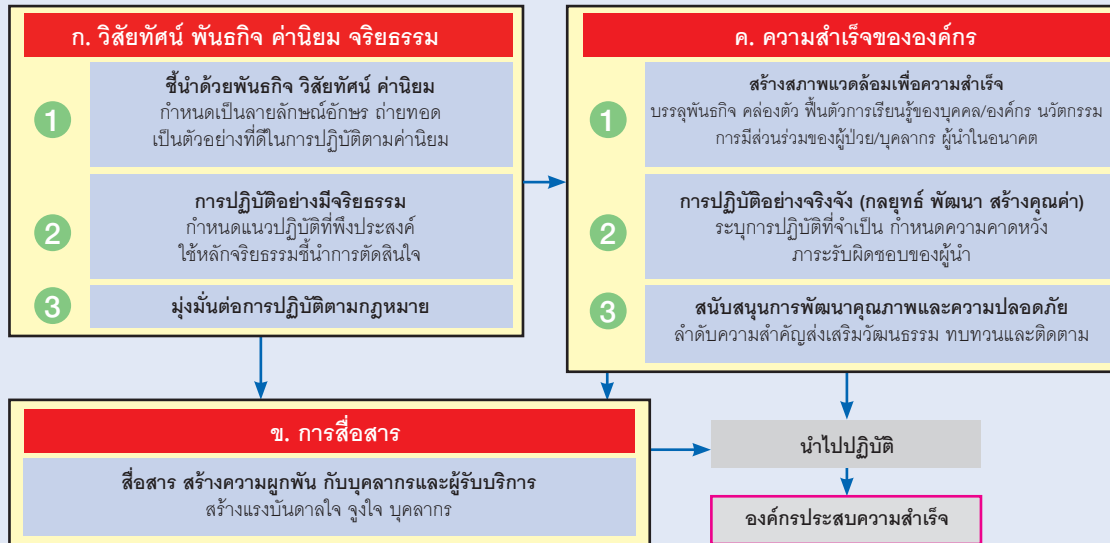 ก. วิสัยทัศน์ พันธกิจ ค่านิยม จริยธรรม
1
ชี้นำด้วยพันธกิจ วิสัยทัศน์ ค่านิยม
กำหนดเป็นลายลักษณ์อักษร ถ่ายทอด
เป็นตัวอย่างที่ดีในการปฏิบัติตามค่านิยม
2
การปฏิบัติอย่างมีจริยธรรม
กำหนดแนวปฏิบัติที่พึงประสงค์
ใช้หลักจริยธรรมชี้นำการตัดสินใจ
3
มุ่งมั่นต่อการปฏิบัติตามกฎหมาย
ค. ความสำเร็จขององค์กร
1
สร้างสภาพแวดล้อมเพื่อความสำเร็จ
บรรลุพันธกิจ คล่องตัว ฟื้นตัวการเรียนรู้ของบุคคล/องค์กร นวัตกรรม
การมีส่วนร่วมของผู้ป่วย/บุคลากร ผู้นำในอนาคต
2
การปฏิบัติอย่างจริงจัง (กลยุทธ์ พัฒนา สร้างคุณค่า)
ระบุการปฏิบัติที่จำเป็น กำหนดความคาดหวัง
ภาระรับผิดชอบของผู้นำ
3
สนับสนุนการพัฒนาคุณภาพและความปลอดภัย
ลำดับความสำคัญส่งเสริมวัฒนธรรม ทบทวนและติดตาม
ข. การสื่อสาร
สื่อสาร สร้างความผูกพัน กับบุคลากรและผู้รับบริการ
สร้างแรงบันดาลใจ จูงใจ บุคลากร
นำไปปฏิบัติ
องค์กรประสบความสำเร็จ